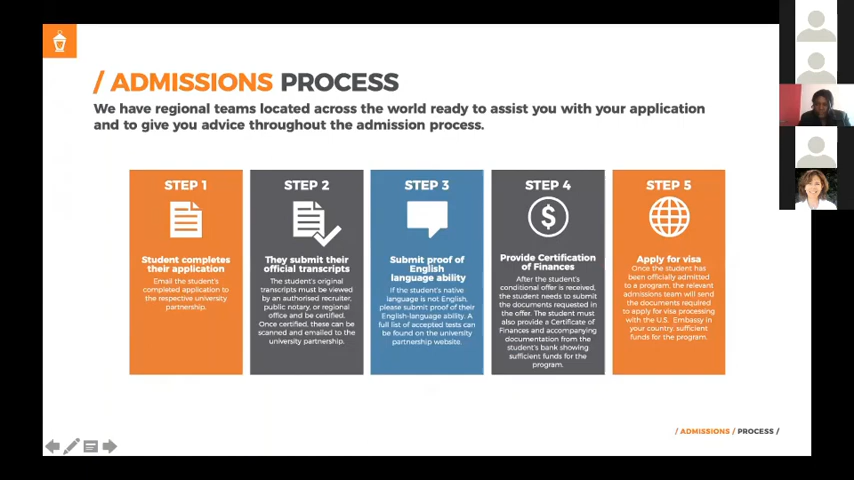 / ADMISSIONS PROCESS
We have regional teams located across the world ready to assist you with your application
and to give you advice throughout the admission process.
STEP 1
Student completes
their application
Email the student's
completed application to
the respective university
partnership.
STEP 2
They submit their
official transcripts
The student's original
transcripts must be viewed
by an authorised recruiter,
public notary, or regional
office and be certified.
Once certified, these can be
scanned and emailed to the
university partnership.
STEP 3
Submit proof of
English
language ability
If the student's native
language is not English,
please submit proof of their
English-language ability. A
full list of accepted tests can
be found on the university
partnership website.
STEP 4
Provide Certification
of Finances
After the student's
conditional offer is received,
the student needs to submit
the documents requested in
the offer. The student must
also provide a Certificate of
Finances and accompanying
documentation from the
student's bank showing
sufficient funds for the
program.
STEP 5
Apply for visa
Once the student has
been officially admitted
to a program, the relevant
admissions team will send
the documents required
to apply for visa processing
with the U.S. Embassy in
your country, sufficient
funds for the program.
/ ADMISSIONS / PROCESS /